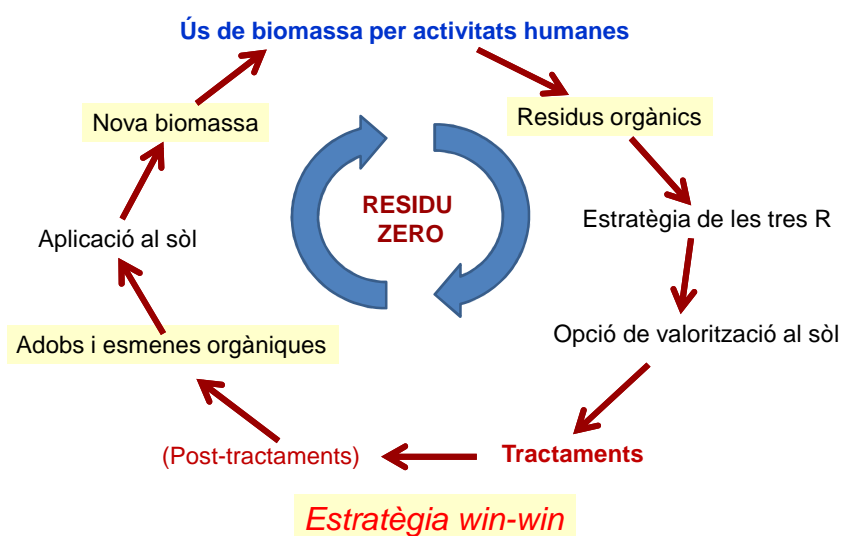 Ús de biomassa per activitats humanes
Residus orgànics
Estratègia de les tres R
Opció de valorització al sòl
Tractaments
(Post-tractaments)
Adobs i esmenes orgàniques
Aplicació al sòl
Nova biomassa
RESIDU
ZERO
Estratègia win-win